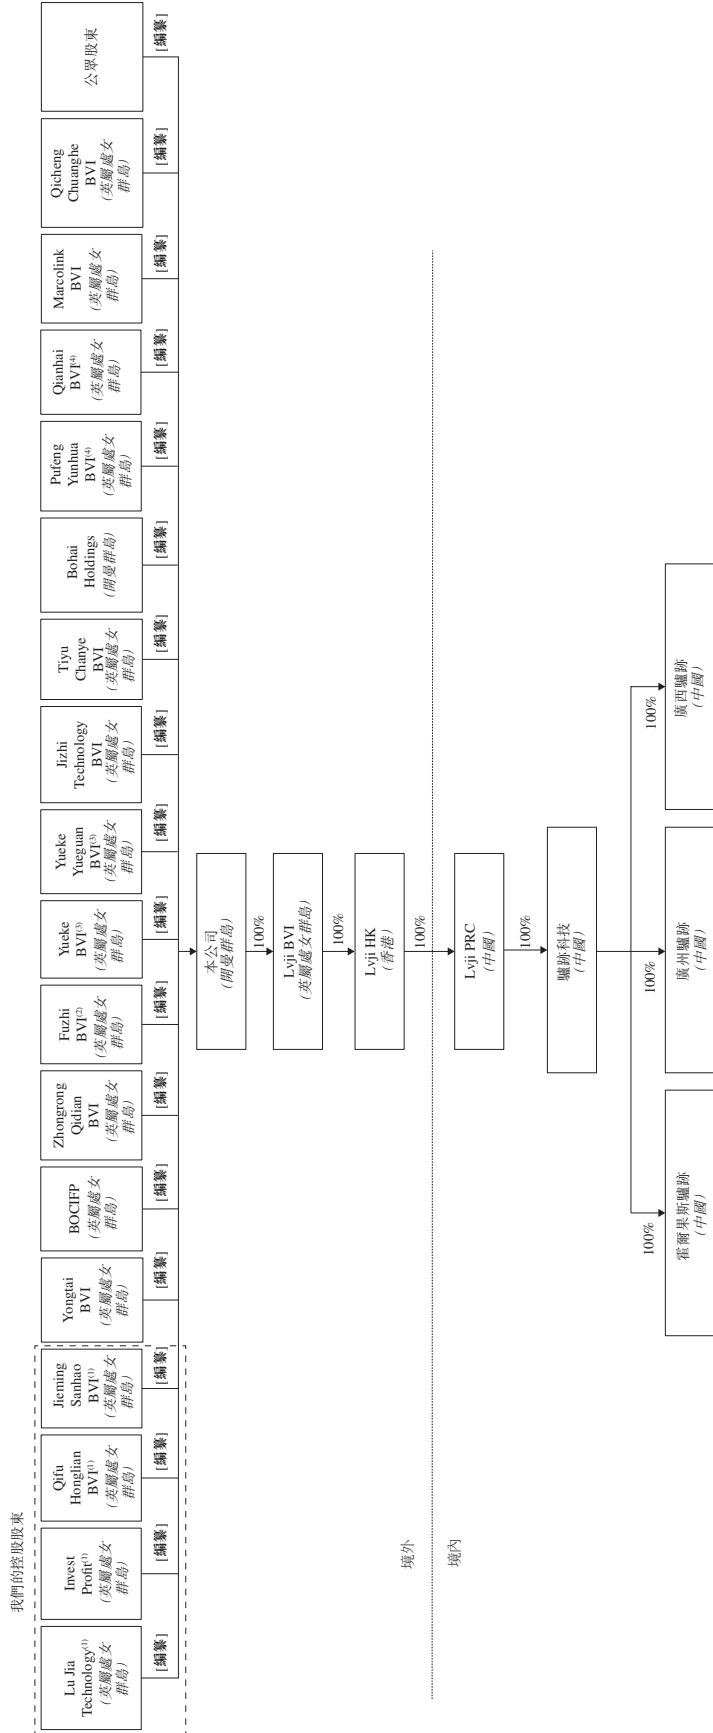 我們的控股股東
Lu Jia
Technology(1)
(英屬處女
群島)
[編纂]
Invest
Profit(1)
(英屬處女
群島)
[編纂]
Qifu
Honglian
BVI(1)
(英屬處女
群島)
[編纂]
Jieming
Sanhao
BVI(1)
(英屬處女
群島)
[編纂]
Yongtai
BVI
(英屬處女
群島)
[編纂]
BOCIFP
(英屬處女
群島)
[編纂]
Zhongrong
Qidian
BVI
(英屬處女
群島)
[編纂]
Fuzhi
BVI(2)
(英屬處女
群島)
[編纂]
Yueke
BVI(3)
(英屬處女
群島)
[編纂]
Yueke
Yueguan
BVI(3)
(英屬處女
群島)
[編纂]
Jizhi
Technology
BVI
(英屬處女
群島)
[編纂]
Tiyu
Chanye
BVI
(英屬處女
群島)
[編纂]
Bohai
Holdings
(開曼群島)
[編纂]
Pufeng
Yunhua
BVI(4)
(英屬處女
群島)
[編纂]
Qianhai
BVI(4)
(英屬處女
群島)
[編纂]
Marcolink
BVI
(英屬處女
群島)
[編纂]
Qicheng
Chuanghe
BVI
(英屬處女
群島)
[編纂]
公眾股東
[編纂]
本公司
(開曼群島)
100%
Lvji BVI
(英屬處女群島)
100%
Lvji HK
(香港)
100%
境外
境內
Lvji PRC
(中國)
100%
驢跡科技
(中國)
100%
100%
100%
霍爾果斯驢跡
(中國)
廣州驢跡
(中國)
廣西驢跡
(中國)